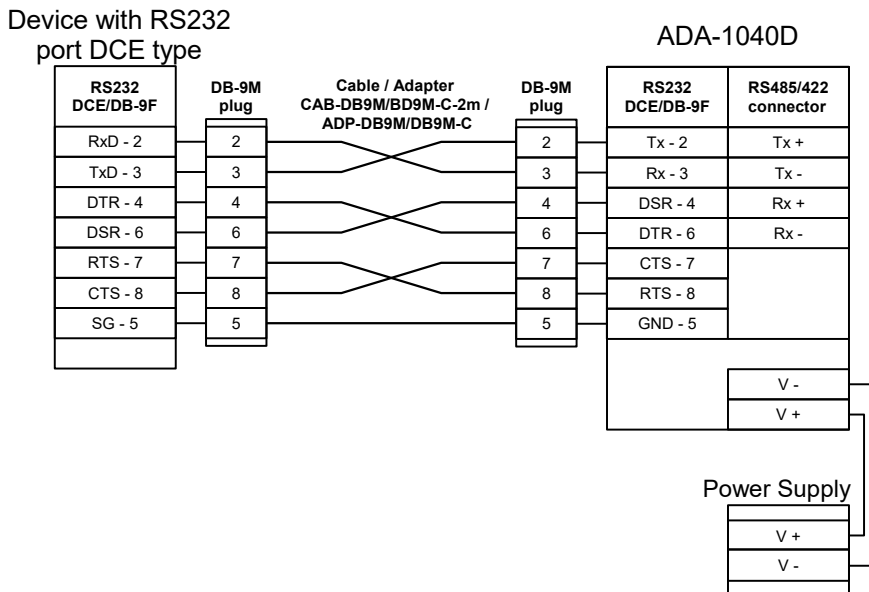 Device with RS232
port DCE type
ADA-1040D
RS232
DCE/DB-9F
DB-9M
plug
Cable / Adapter
CAB-DB9M/BD9M-C-2m /
ADP-DB9M/DB9M-C
DB-9M
plug
RS232
DCE/DB-9F
RS485/422
connector
RxD - 2
2
2
Tx - 2
Tx +
TxD - 3
3
3
Rx - 3
Tx -
DTR - 4
4
4
DSR - 4
Rx +
DSR - 6
6
6
DTR - 6
Rx -
RTS - 7
7
7
CTS - 7
CTS - 8
8
8
RTS - 8
SG - 5
5
5
GND - 5
V -
V +
Power Supply
V +
V -